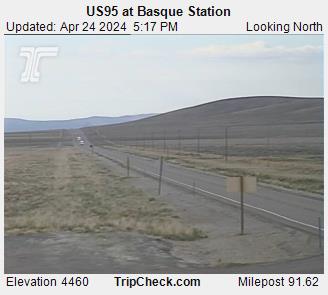 US95 at Basque Station
Updated: Apr 24 2024 5:17 PM Looking North
Elevation 4460 TripCheck.com Milepost 91.62